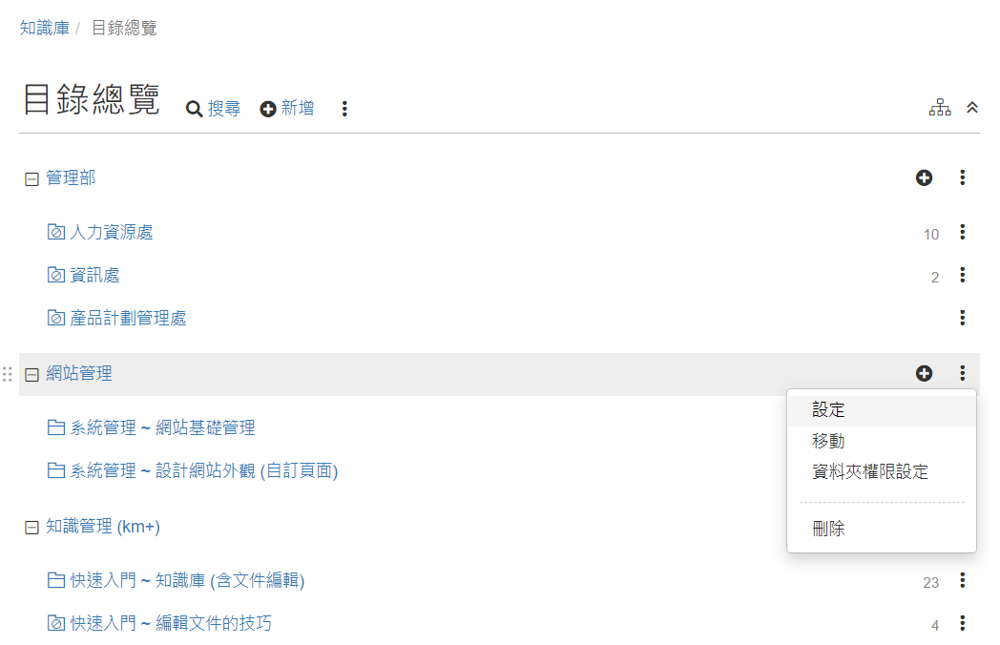 知識庫 / 目錄總覽
目錄總覽 搜尋 新增
管理部
人力資源處 10
資訊處 2
產品計劃管理處
網站管理
設定
系統管理 ~ 網站基礎管理
移動
系統管理 ~ 設計網站外觀 (自訂頁面)
資料夾權限設定
知識管理 (km+)
刪除
快速入門 ~ 知識庫 (含文件編輯) 23
快速入門 ~ 編輯文件的技巧 4